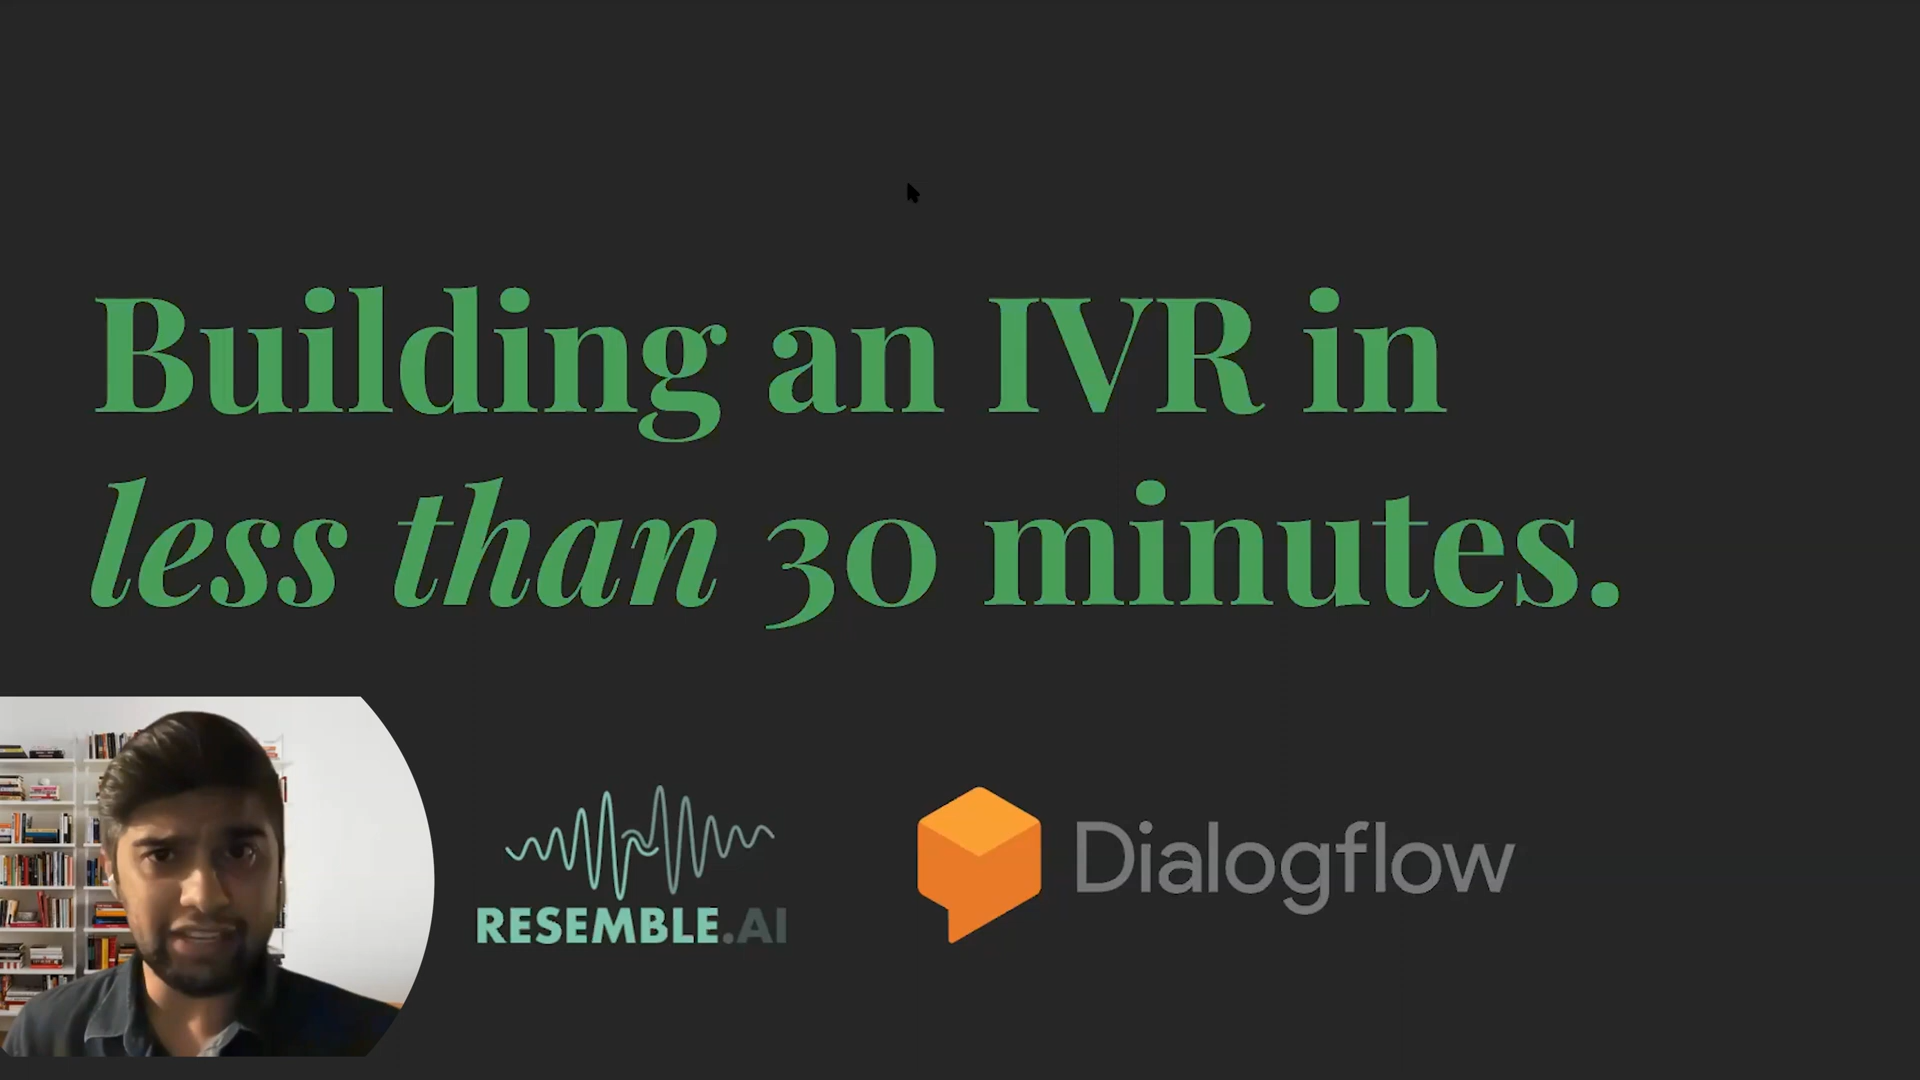 Building an IVR in
less than 30 minutes.
RESEMBLE.AI
Dialogflow